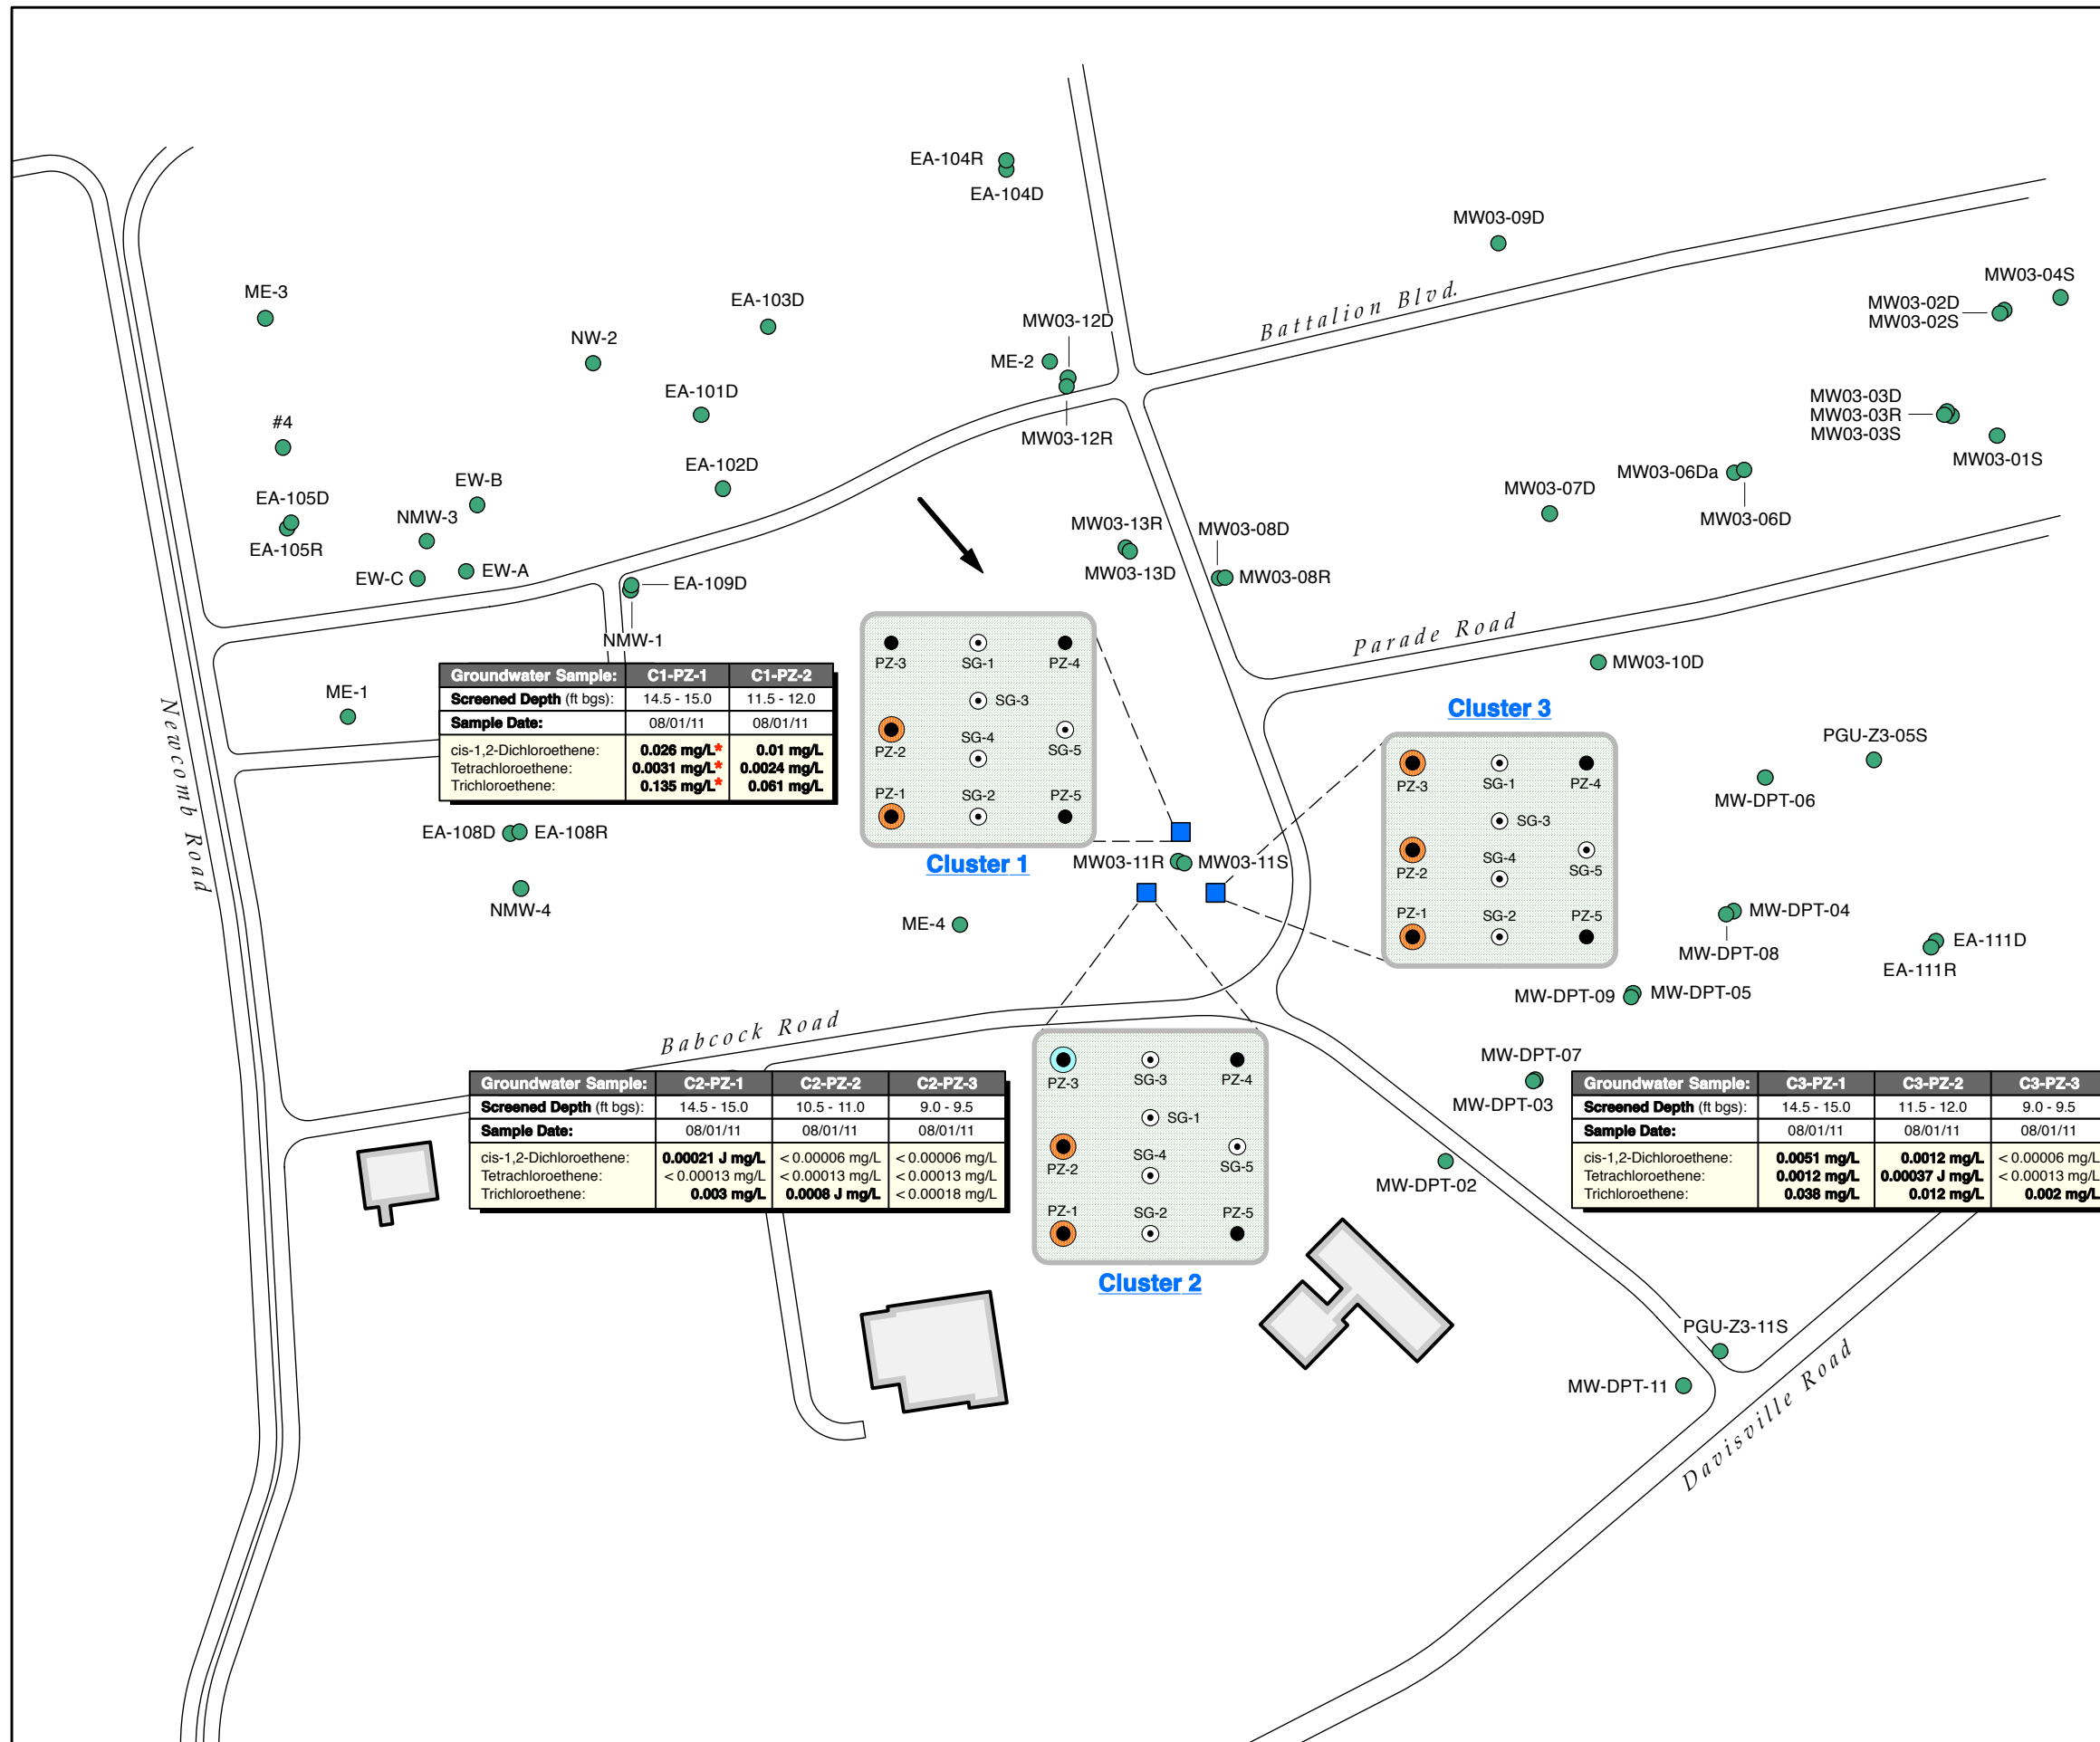 EA-104R
EA-104D
MW03-09D
MW03-04S
MW03-02D
MW03-02S
ME-3
EA-103D
NW-2
MW03-12D
ME-2
Battalion Blvd.
EA-101D
MW03-12R
MW03-03D
MW03-03R
MW03-03S
MW03-01S
#4
EA-102D
EW-B
MW03-06Da
MW03-06D
MW03-07D
EA-105D
EA-105R
NMW-3
EW-C
EW-A
MW03-13R
MW03-13D
MW03-08D
MW03-08R
EA-109D
NMW-1
Parade Road
MW03-10D
ME-1
Newcomb Road
Groundwater Sample: C1-PZ-1 C1-PZ-2
Screened Depth (ft bgs): 14.5 - 15.0 11.5 - 12.0
Sample Date: 08/01/11 08/01/11
cis-1,2-Dichloroethene: 0.026 mg/L* 0.01 mg/L
Tetrachloroethene: 0.0031 mg/L* 0.0024 mg/L
Trichloroethene: 0.135 mg/L* 0.061 mg/L
PZ-3 SG-1 PZ-4
SG-3
PZ-2 SG-4 SG-5
PZ-1 SG-2 PZ-5
Cluster 1
Cluster 3
PZ-3 SG-1 PZ-4
SG-3
PZ-2 SG-4 SG-5
PZ-1 SG-2 PZ-5
PGU-Z3-05S
MW-DPT-06
EA-108D
EA-108R
NMW-4
MW03-11R
MW03-11S
ME-4
MW-DPT-04
MW-DPT-08
EA-111D
EA-111R
MW-DPT-09
MW-DPT-05
Babcock Road
PZ-3 SG-3 PZ-4
SG-1
PZ-2 SG-4 SG-5
PZ-1 SG-2 PZ-5
Cluster 2
MW-DPT-07
MW-DPT-03
MW-DPT-02
Groundwater Sample: C2-PZ-1 C2-PZ-2 C2-PZ-3
Screened Depth (ft bgs): 14.5 - 15.0 10.5 - 11.0 9.0 - 9.5
Sample Date: 08/01/11 08/01/11 08/01/11
cis-1,2-Dichloroethene: 0.00021 J mg/L < 0.00006 mg/L < 0.00006 mg/L
Tetrachloroethene: < 0.00013 mg/L < 0.00013 mg/L < 0.00013 mg/L
Trichloroethene: 0.003 mg/L 0.0008 J mg/L < 0.00018 mg/L
Groundwater Sample: C3-PZ-1 C3-PZ-2 C3-PZ-3
Screened Depth (ft bgs): 14.5 - 15.0 11.5 - 12.0 9.0 - 9.5
Sample Date: 08/01/11 08/01/11 08/01/11
cis-1,2-Dichloroethene: 0.0051 mg/L 0.0012 mg/L < 0.00006 mg/L
Tetrachloroethene: 0.0012 mg/L 0.00037 J mg/L < 0.00013 mg/L
Trichloroethene: 0.038 mg/L 0.012 mg/L 0.002 mg/L
PGU-Z3-11S
MW-DPT-11
Davisville Road